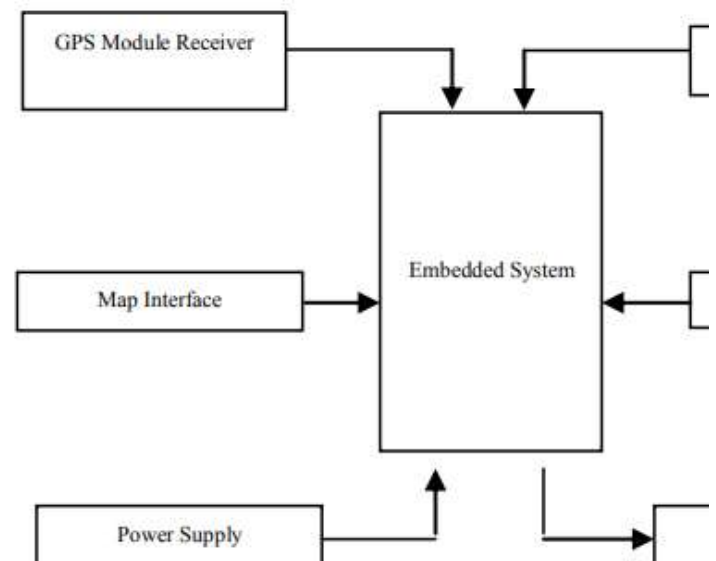 GPS Module Receiver
Embedded System
Map Interface
Power Supply